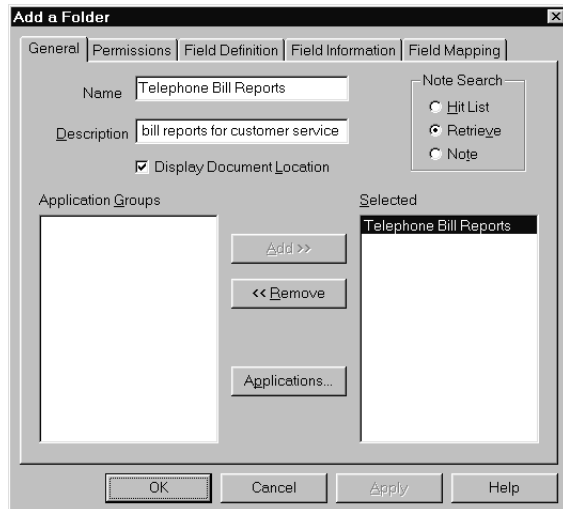 Add a Folder
General Permissions Field Definition Field Information Field Mapping
Name Telephone Bill Reports
Description bill reports for customer service
Display Document Location
Note Search
Hit List
Retrieve
Note
Application Groups
Selected
Telephone Bill Reports
Add >>
<< Remove
Applications...
OK Cancel Apply Help